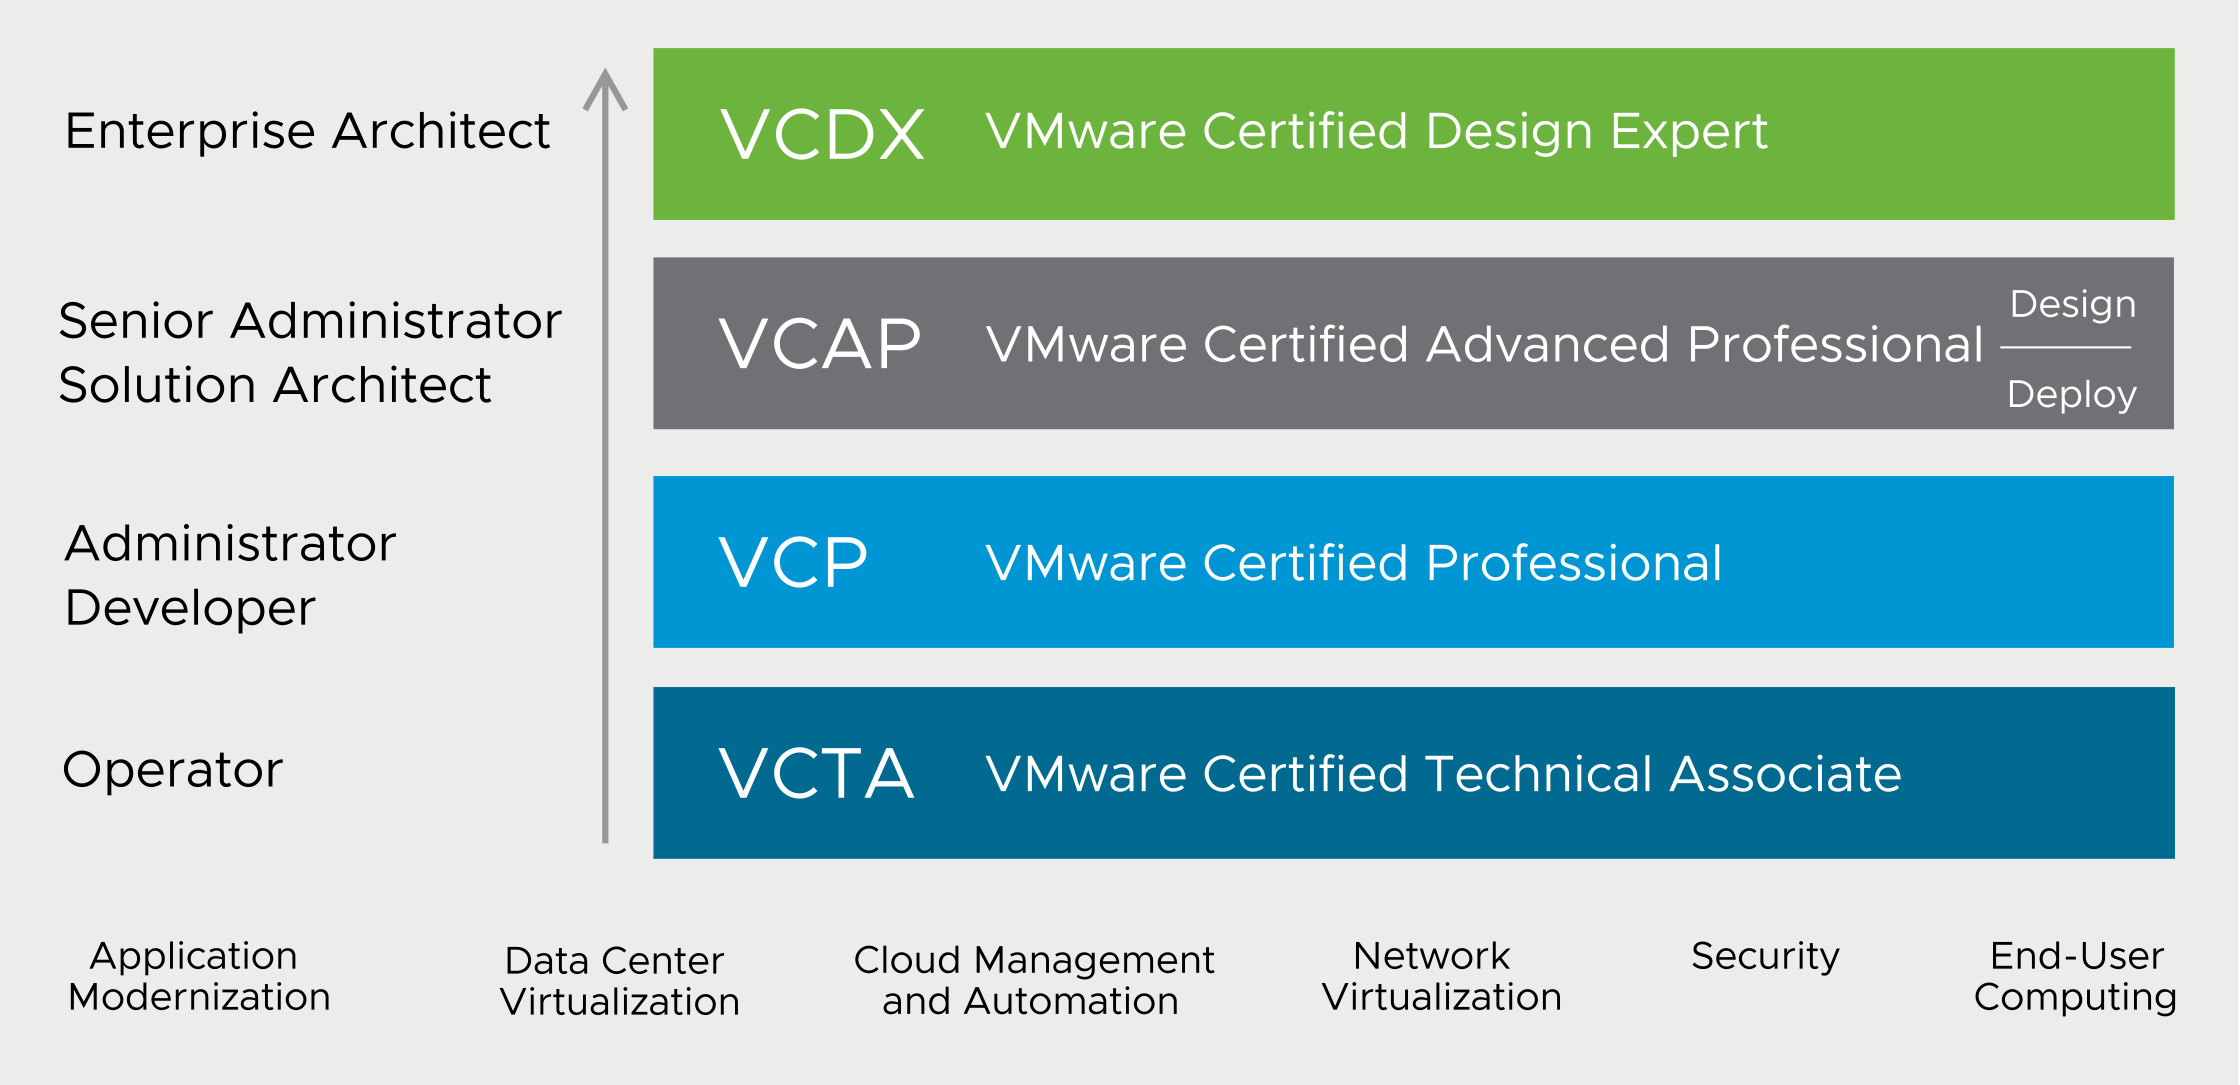 Enterprise Architect
VCDX VMware Certified Design Expert
Senior Administrator
Solution Architect
VCAP VMware Certified Advanced Professional
Design
Deploy
Administrator
Developer
VCP VMware Certified Professional
Operator
VCTA VMware Certified Technical Associate
Application
Modernization
Data Center
Virtualization
Cloud Management
and Automation
Network
Virtualization
Security
End-User
Computing